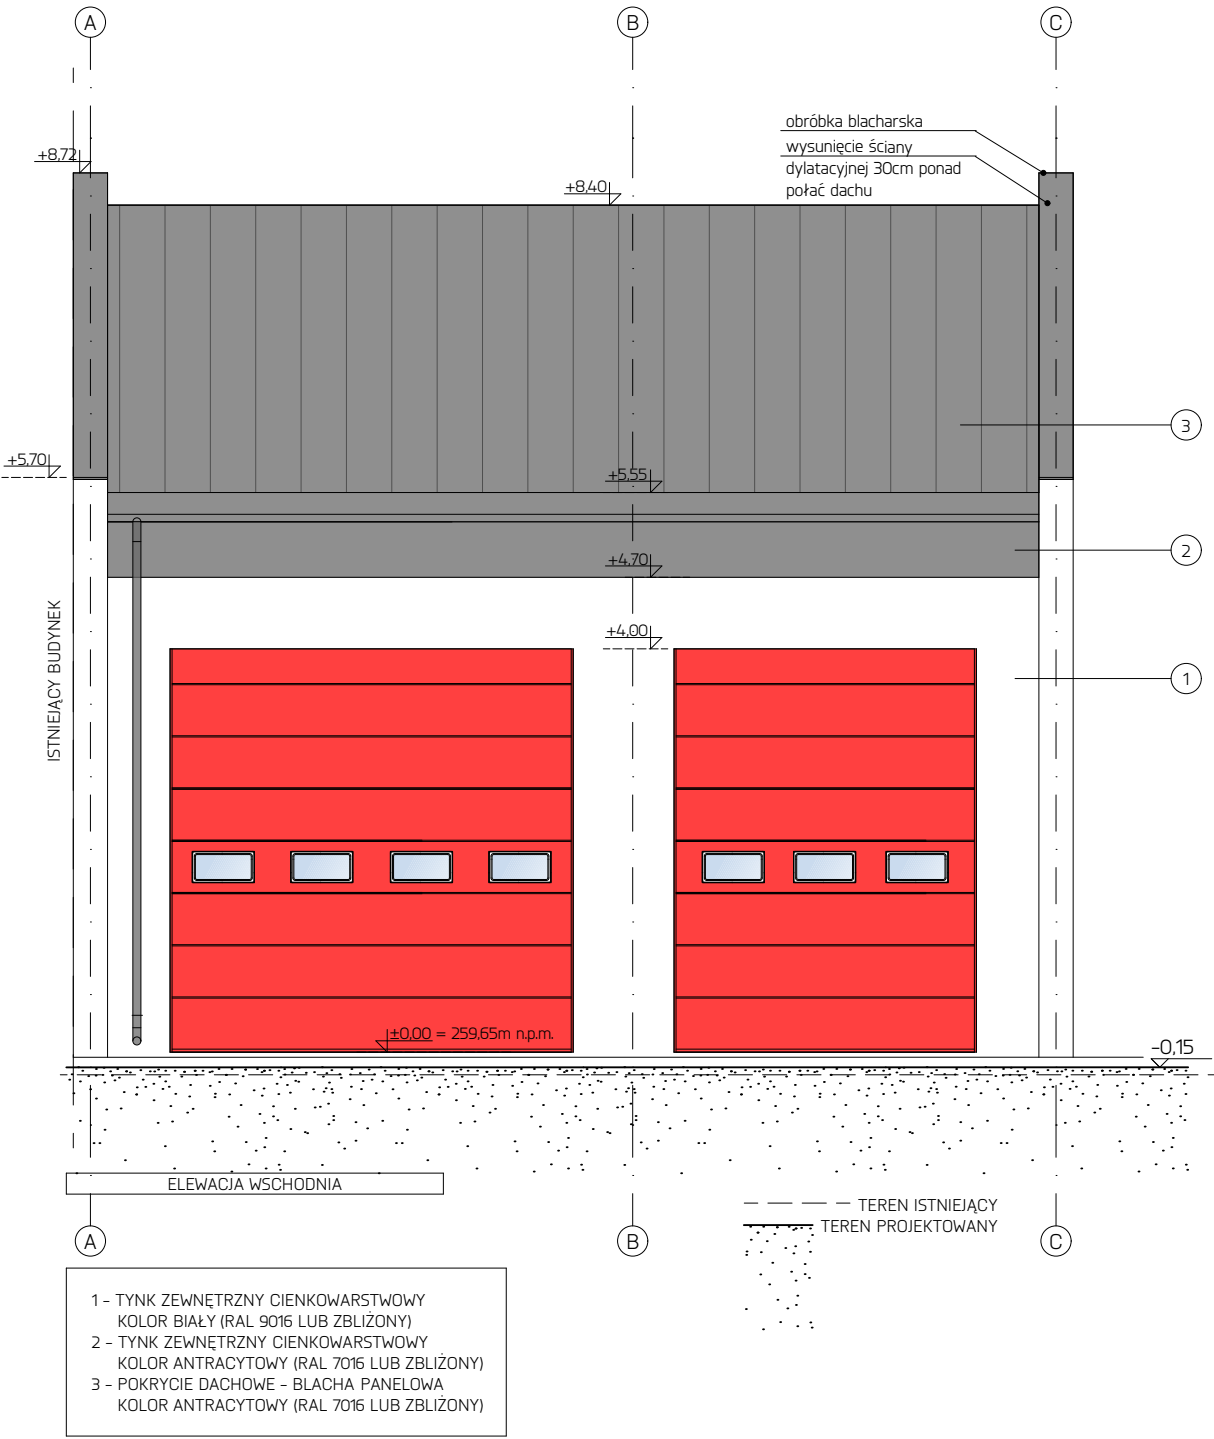 A
B
C
obróbka blacharska
wysunięcie ściany
dylatacyjnej 30cm ponad
połać dachu
+8,72
+8,40
3
+5,70
+5,55
2
+4,70
+4,00
1
ISTNIEJĄCY BUDYNEK
±0,00 = 259,65m n.p.m.
-0,15
ELEWACJA WSCHODNIA
TEREN ISTNIEJĄCY
TEREN PROJEKTOWANY
A
B
C
1 - TYNK ZEWNĘTRZNY CIENKOWARSTWOWY
KOLOR BIAŁY (RAL 9016 LUB ZBLIŻONY)
2 - TYNK ZEWNĘTRZNY CIENKOWARSTWOWY
KOLOR ANTRACYTOWY (RAL 7016 LUB ZBLIŻONY)
3 - POKRYCIE DACHOWE - BLACHA PANELOWA
KOLOR ANTRACYTOWY (RAL 7016 LUB ZBLIŻONY)